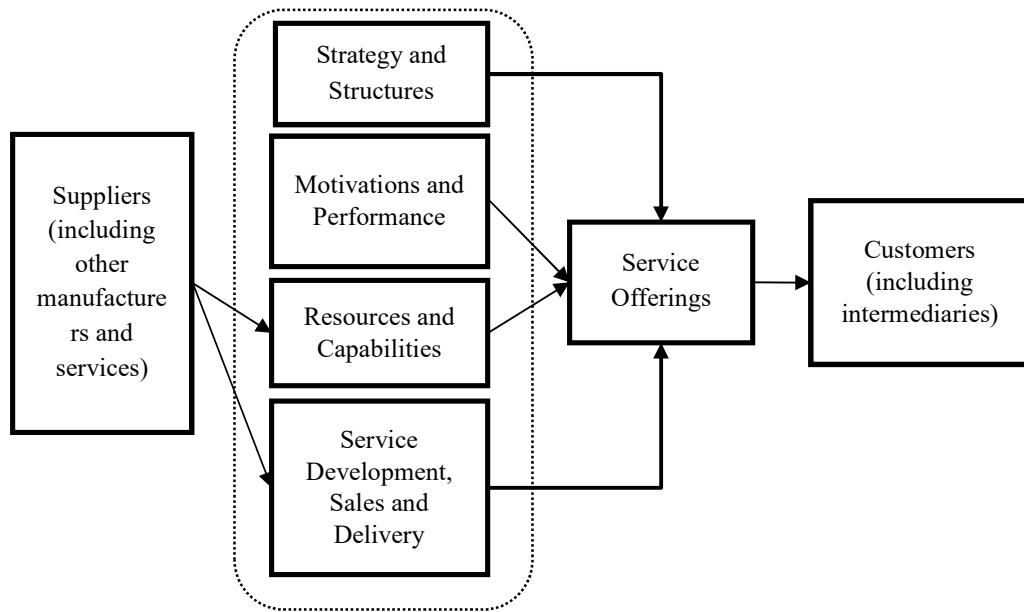 Strategy and
Structures
Suppliers
(including
other
manufacture
rs and
services)
Motivations and
Performance
Resources and
Capabilities
Service
Development,
Sales and
Delivery
Service
Offerings
Customers
(including
intermediaries)